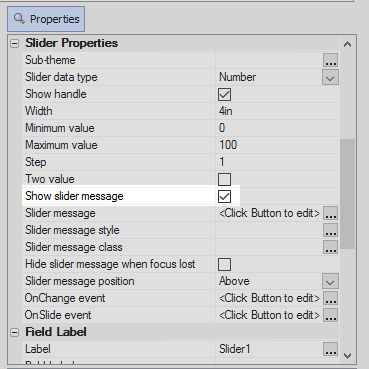 Properties
Slider Properties
Sub-theme ...
Slider data type Number
Show handle
Width 4in
Minimum value 0
Maximum value 100
Step 1
Two value
Show slider message
Slider message <Click Button to edit> ...
Slider message style ...
Slider message class ...
Hide slider message when focus lost
Slider message position Above
OnChange event <Click Button to edit> ...
OnSlide event <Click Button to edit> ...
Field Label
Label Slider1 ...